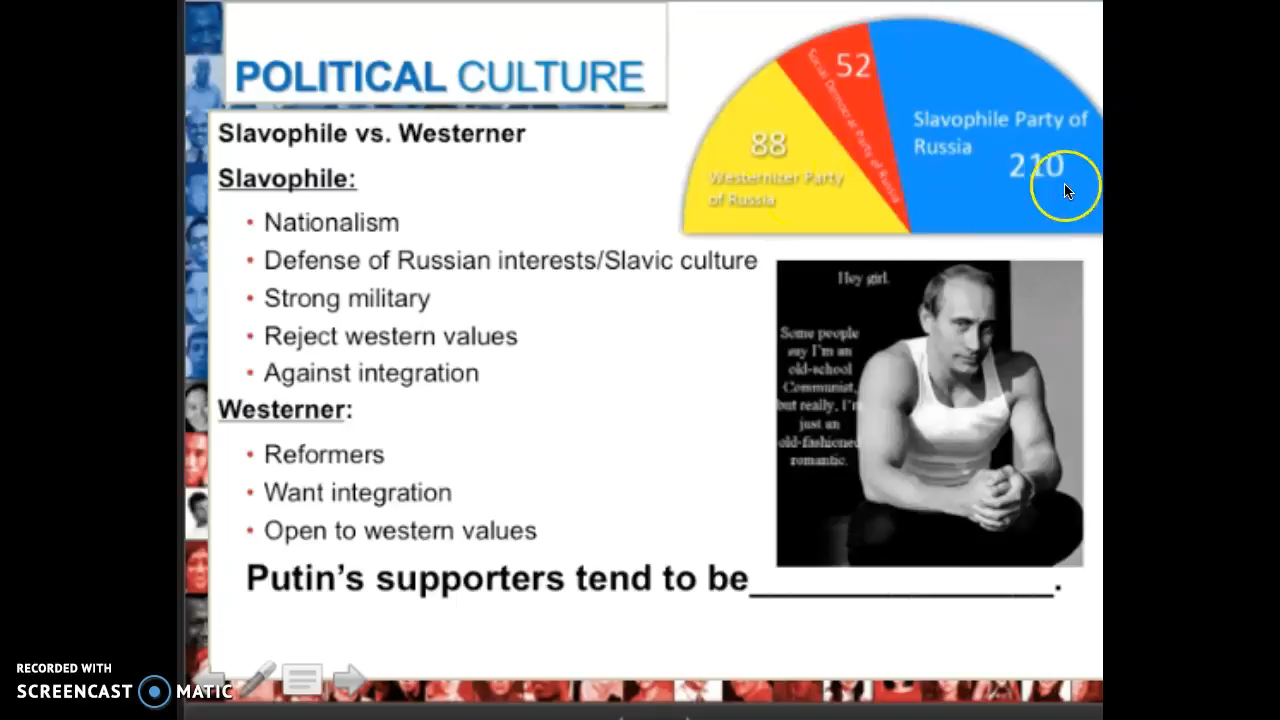 POLITICAL CULTURE
Slavophile vs. Westerner
Slavophile:
• Nationalism
• Defense of Russian interests/Slavic culture
• Strong military
• Reject western values
• Against integration
Westerner:
• Reformers
• Want integration
• Open to western values
Putin’s supporters tend to be________________.
88
Westernizer Party
of Russia
52
Social Democrat Party of Russia
Slavophile Party of
Russia
210
Hey girl.
Some people
say I'm an
old-school
Communist,
but really, I'm
just an
old-fashioned
romantic.
RECORDED WITH
SCREENCAST MATIC